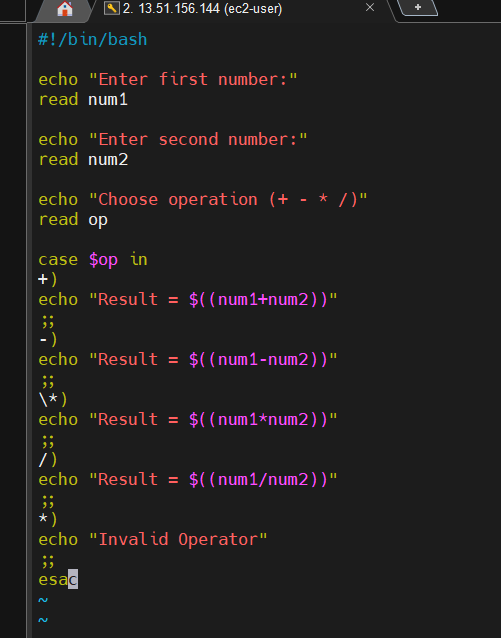 2. 13.51.156.144 (ec2-user)
#!/bin/bash
echo "Enter first number:"
read num1
echo "Enter second number:"
read num2
echo "Choose operation (+ - * /)"
read op
case $op in
+)
echo "Result = $((num1+num2))"
;;
-)
echo "Result = $((num1-num2))"
;;
\*)
echo "Result = $((num1*num2))"
;;
/)
echo "Result = $((num1/num2))"
;;
*)
echo "Invalid Operator"
;;
esac
~
~